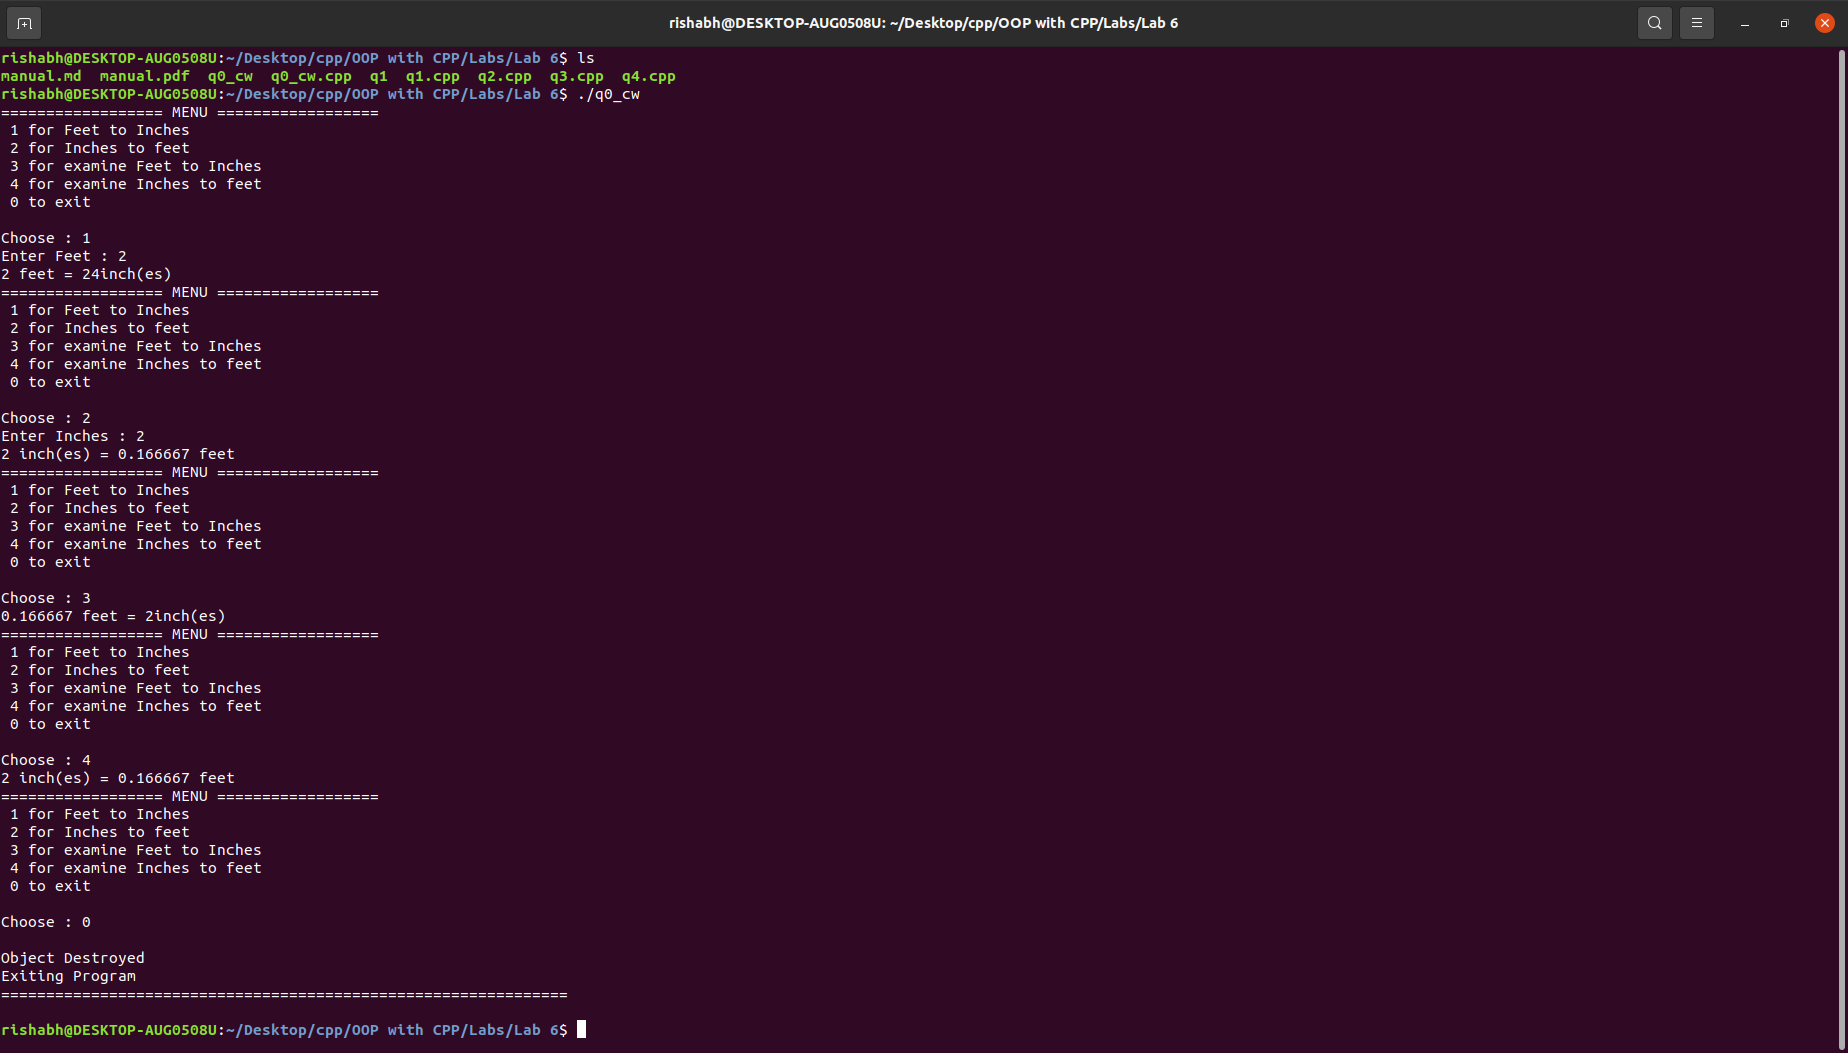 rishabh@DESKTOP-AUG0508U: ~/Desktop/cpp/OOP with CPP/Labs/Lab 6
rishabh@DESKTOP-AUG0508U:~/Desktop/cpp/OOP with CPP/Labs/Lab 6$ ls
manual.md  manual.pdf  q0_cw  q0_cw.cpp  q1  q1.cpp  q2.cpp  q3.cpp  q4.cpp
rishabh@DESKTOP-AUG0508U:~/Desktop/cpp/OOP with CPP/Labs/Lab 6$ ./q0_cw
================== MENU ==================
 1 for Feet to Inches
 2 for Inches to feet
 3 for examine Feet to Inches
 4 for examine Inches to feet
 0 to exit

Choose : 1
Enter Feet : 2
2 feet = 24inch(es)
================== MENU ==================
 1 for Feet to Inches
 2 for Inches to feet
 3 for examine Feet to Inches
 4 for examine Inches to feet
 0 to exit

Choose : 2
Enter Inches : 2
2 inch(es) = 0.166667 feet
================== MENU ==================
 1 for Feet to Inches
 2 for Inches to feet
 3 for examine Feet to Inches
 4 for examine Inches to feet
 0 to exit

Choose : 3
0.166667 feet = 2inch(es)
================== MENU ==================
 1 for Feet to Inches
 2 for Inches to feet
 3 for examine Feet to Inches
 4 for examine Inches to feet
 0 to exit

Choose : 4
2 inch(es) = 0.166667 feet
================== MENU ==================
 1 for Feet to Inches
 2 for Inches to feet
 3 for examine Feet to Inches
 4 for examine Inches to feet
 0 to exit

Choose : 0

Object Destroyed
Exiting Program
===============================================================

rishabh@DESKTOP-AUG0508U:~/Desktop/cpp/OOP with CPP/Labs/Lab 6$